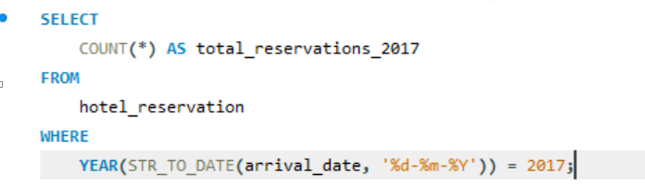 SELECT
COUNT(*) AS total_reservations_2017
FROM
hotel_reservation
WHERE
YEAR(STR_TO_DATE(arrival_date, '%d-%m-%Y')) = 2017;